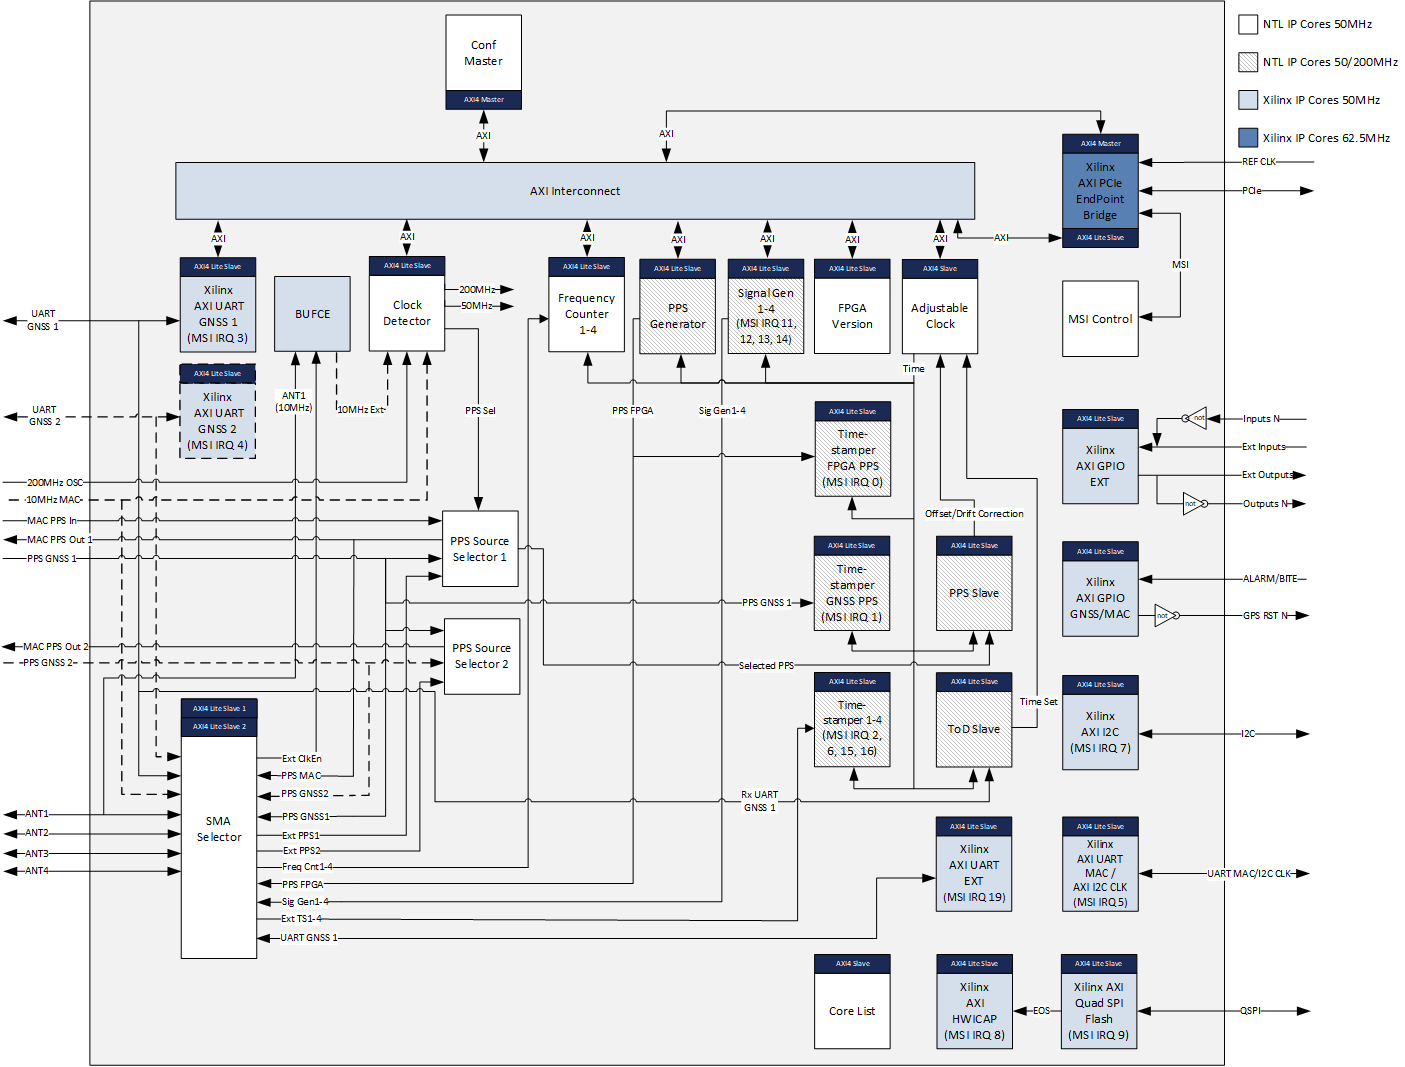 Conf
Master
AXI4 Master
NTL IP Cores 50MHz
NTL IP Cores 50/200MHz
Xilinx IP Cores 50MHz
Xilinx IP Cores 62.5MHz
AXI
AXI
AXI Interconnect
AXI4 Master
Xilinx
AXI PCIe
EndPoint
Bridge
AXI4 Lite Slave
REF CLK
PCIe
MSI
AXI
AXI
AXI
AXI
AXI
AXI
AXI
AXI
AXI4 Lite Slave
Xilinx
AXI UART
GNSS 1
(MSI IRQ 3)
BUFCE
AXI4 Lite Slave
Clock
Detector
200MHz
50MHz
AXI4 Lite Slave
Frequency
Counter
1-4
AXI4 Lite Slave
PPS
Generator
AXI4 Lite Slave
Signal Gen
1-4
(MSI IRQ 11,
12, 13, 14)
AXI4 Lite Slave
FPGA
Version
AXI4 Slave
Adjustable
Clock
MSI Control
UART
GNSS 1
AXI4 Lite Slave
Xilinx
AXI UART
GNSS 2
(MSI IRQ 4)
UART
GNSS 2
ANT1
(10MHz)
10MHz Ext
PPS Sel
PPS FPGA
Sig Gen1-4
Time
AXI4 Lite Slave
Time-
stamper
FPGA PPS
(MSI IRQ 0)
AXI4 Lite Slave
Xilinx
AXI GPIO
EXT
not
Inputs N
Ext Inputs
Ext Outputs
not
Outputs N
200MHz OSC
10MHz MAC
MAC PPS In
MAC PPS Out 1
PPS GNSS 1
PPS Source
Selector 1
Offset/Drift Correction
AXI4 Lite Slave
Time-
stamper
GNSS PPS
(MSI IRQ 1)
PPS GNSS 1
AXI4 Lite Slave
PPS Slave
AXI4 Lite Slave
Xilinx
AXI GPIO
GNSS/MAC
ALARM/BITE
not
GPS RST N
MAC PPS Out 2
PPS GNSS 2
PPS Source
Selector 2
Selected PPS
AXI4 Lite Slave
Time-
stamper 1-4
(MSI IRQ 2,
6, 15, 16)
AXI4 Lite Slave
ToD Slave
Time Set
AXI4 Lite Slave
Xilinx
AXI I2C
(MSI IRQ 7)
I2C
AXI4 Lite Slave 1
AXI4 Lite Slave 2
SMA
Selector
Ext ClkEn
PPS MAC
PPS GNSS2
PPS GNSS1
Ext PPS1
Ext PPS2
Freq Cnt1-4
PPS FPGA
Sig Gen1-4
Ext TS1-4
UART GNSS 1
ANT1
ANT2
ANT3
ANT4
Rx UART
GNSS 1
AXI4 Lite Slave
Xilinx
AXI UART
EXT
(MSI IRQ 19)
AXI4 Lite Slave
Xilinx
AXI UART
MAC /
AXI I2C CLK
(MSI IRQ 5)
UART MAC/I2C CLK
AXI4 Slave
Core List
AXI4 Lite Slave
Xilinx
AXI
HWICAP
(MSI IRQ 8)
EOS
AXI4 Lite Slave
Xilinx AXI
Quad SPI
Flash
(MSI IRQ 9)
QSPI